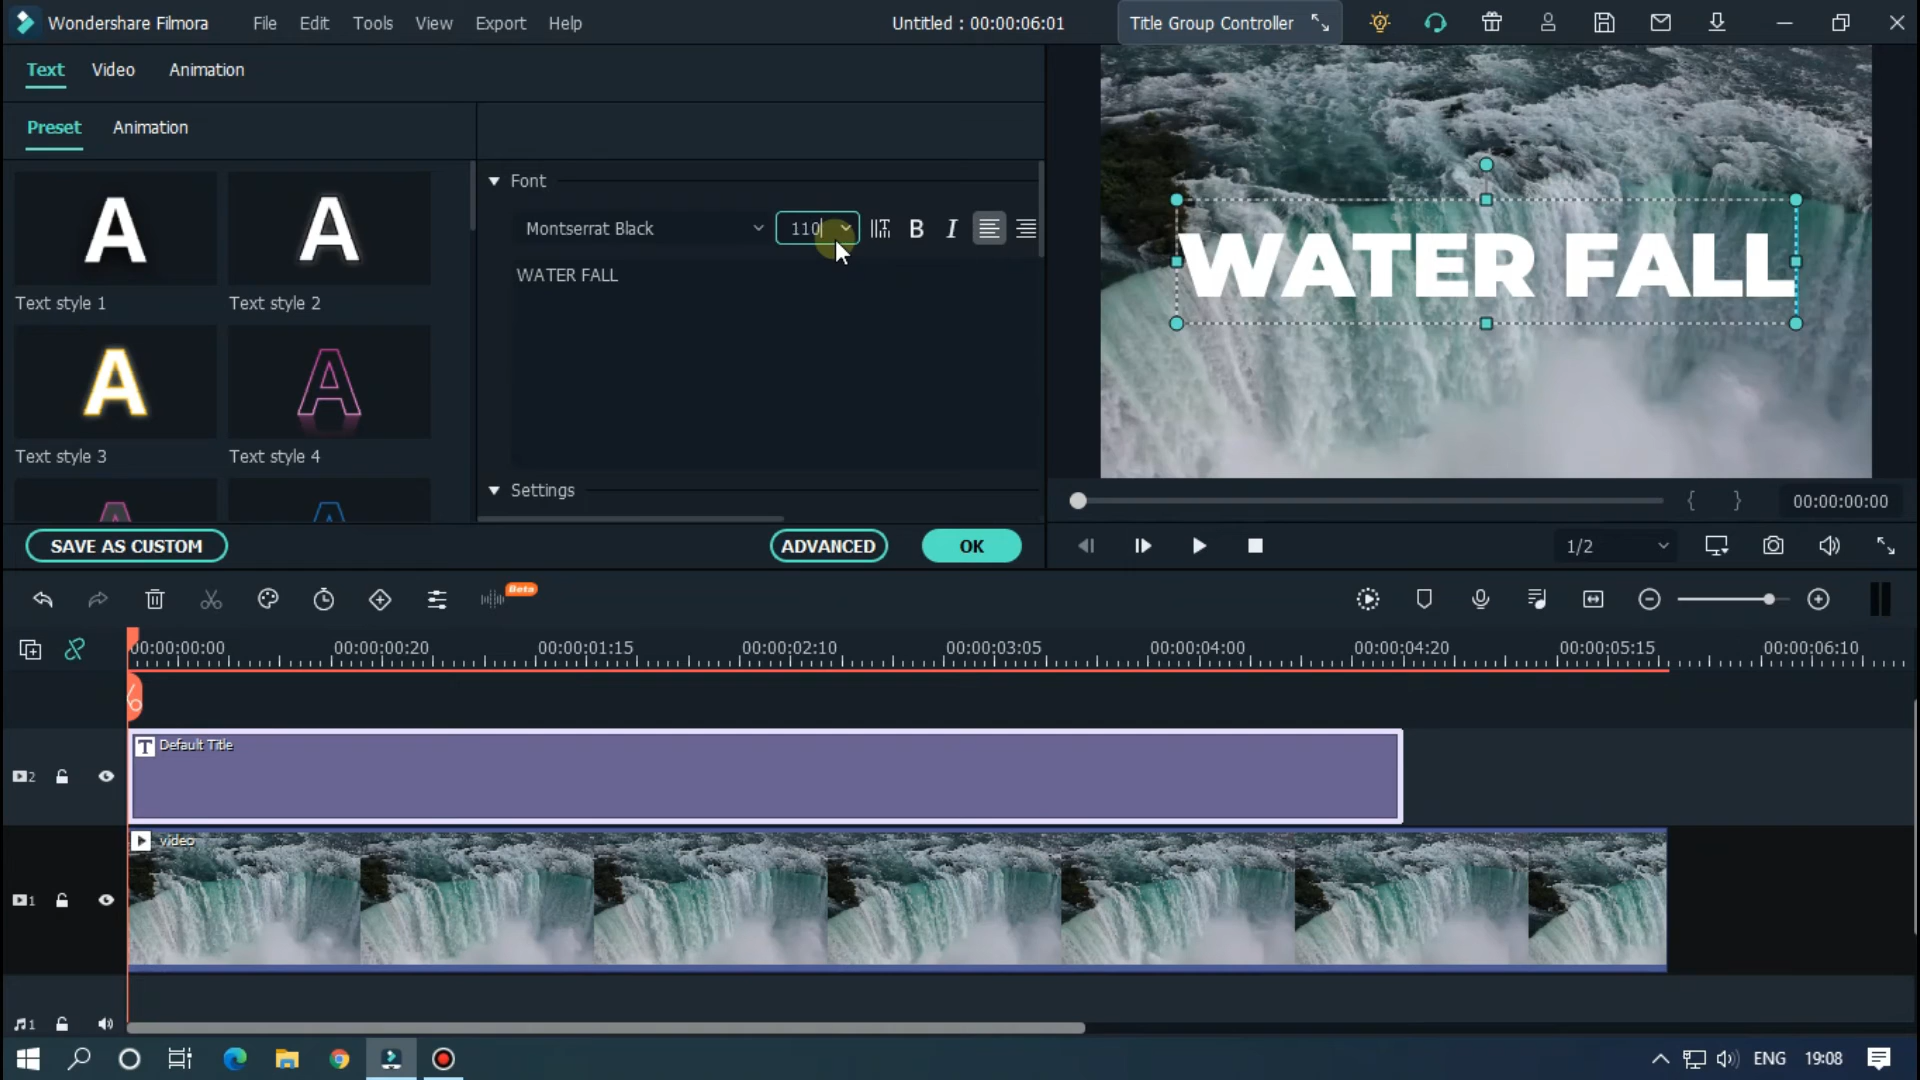 Wondershare Filmora File Edit Tools View Export Help Untitled : 00:00:06:01 Title Group Controller
Text Video Animation
Preset Animation
Font
Montserrat Black 110 B I
WATER FALL
A A
Text style 1 Text style 2
A A
Text style 3 Text style 4
Settings
SAVE AS CUSTOM ADVANCED OK
WATER FALL
{ } 00:00:00:00
1/2
Beta
00:00:00:00 00:00:00:20 00:00:01:15 00:00:02:10 00:00:03:05 00:00:04:00 00:00:04:20 00:00:05:15 00:00:06:10
T Default Title
2
video
1
1
ENG 19:08